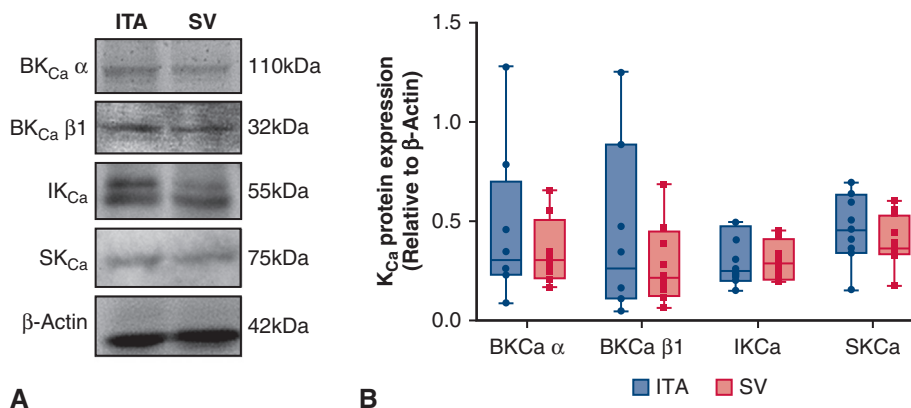 ITA SV
BKCa α 110kDa
BKCa β1 32kDa
IKCa 55kDa
SKCa 75kDa
β-Actin 42kDa
A
KCa protein expression
(Relative to β-Actin)
1.5
1.0
0.5
0.0
BKCa α BKCa β1 IKCa SKCa
ITA SV
B